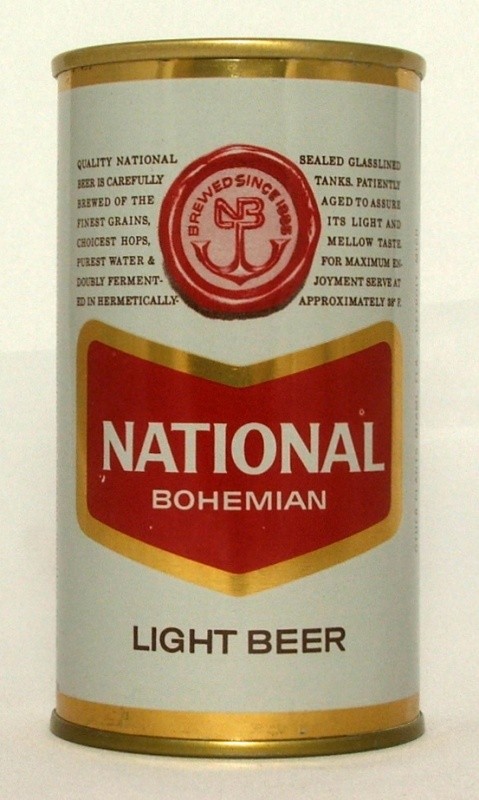 QUALITY NATIONAL
BEER IS CAREFULLY
BREWED OF THE
FINEST GRAINS,
CHOICEST HOPS,
PUREST WATER &
DOUBLY FERMENT-
ED IN HERMETICALLY-
BREWED SINCE 1885
NB
SEALED GLASSLINED
TANKS. PATIENTLY
AGED TO ASSURE
ITS LIGHT AND
MELLOW TASTE.
FOR MAXIMUM EN-
JOYMENT SERVE AT
APPROXIMATELY 38° F.
NATIONAL
BOHEMIAN
LIGHT BEER